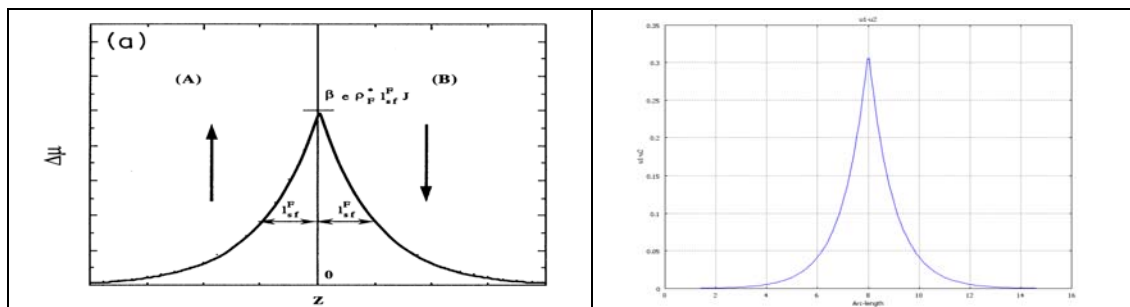 (a)
(A)
(B)
β e ρ*F lFsf J
Δμ
lFsf
lFsf
0
z
u1-u2
0.35
0.3
0.25
0.2
0.15
0.1
0.05
0
u1-u2
0 2 4 6 8 10 12 14 16
Arc-length